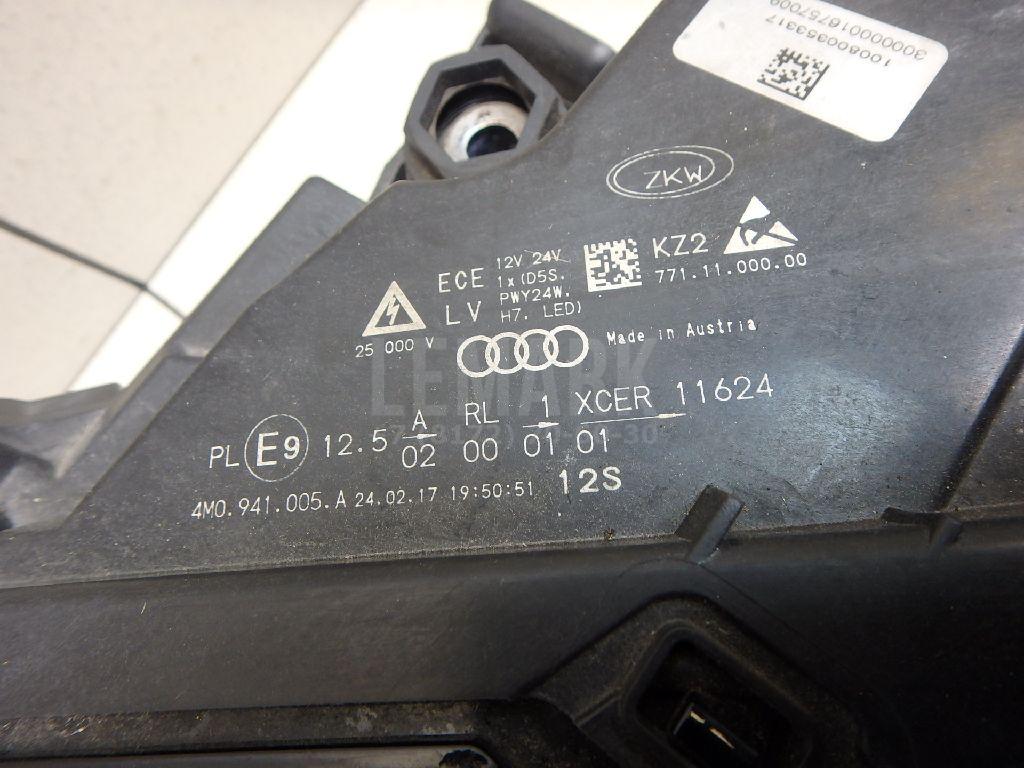 1008003533317
ZKW
ECE 12V 24V
1x(D5S.
LV PWY24W.
H7. LED)
KZ2
771.11.000.00
25 000 V
Made in Austria
LEMARK
A RL 1 XCER 11624
PL E9 12.5 02 00 01 01
4M0.941.005.A 24.02.17 19:50:51 12S